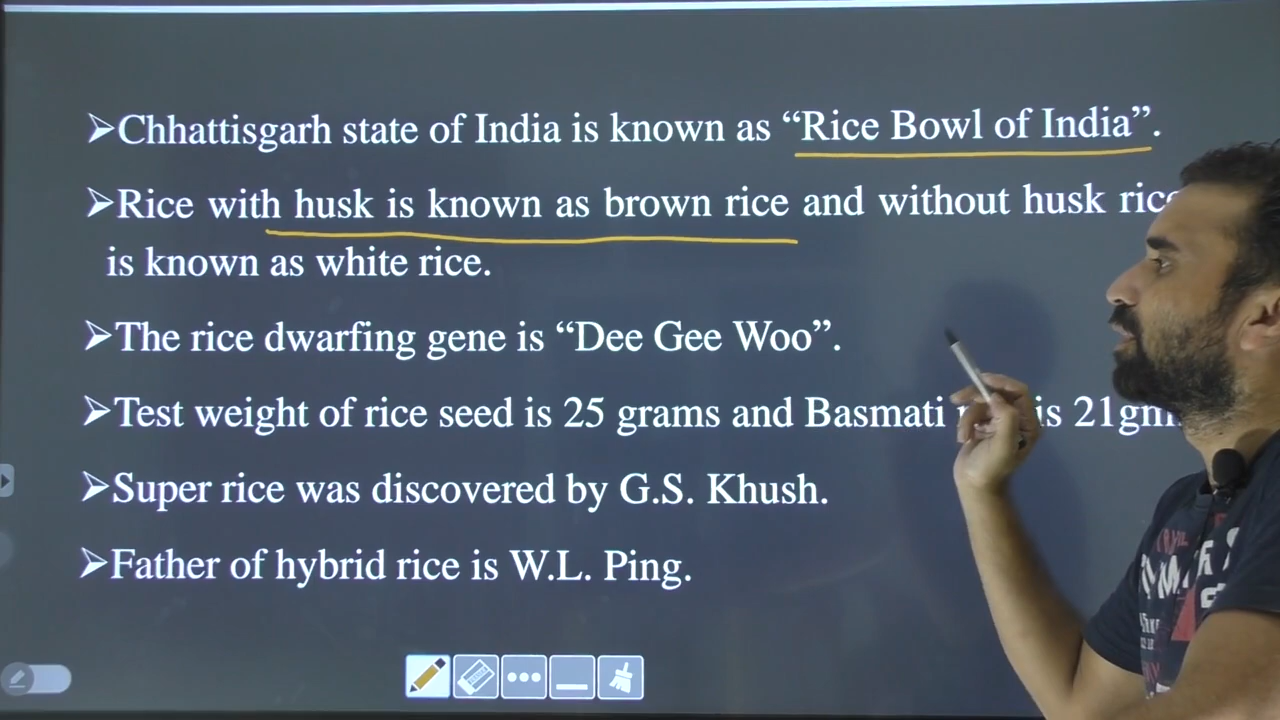 ➢Chhattisgarh state of India is known as “Rice Bowl of India”.
➢Rice with husk is known as brown rice and without husk
is known as white rice.
➢The rice dwarfing gene is “Dee Gee Woo”.
➢Test weight of rice seed is 25 grams and Basmati is 21gm
➢Super rice was discovered by G.S. Khush.
➢Father of hybrid rice is W.L. Ping.